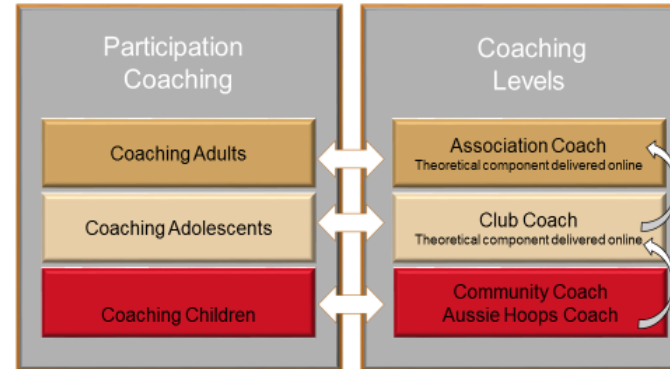 Participation
Coaching
Coaching Adults
Coaching Adolescents
Coaching Children
Coaching
Levels
Association Coach
Theoretical component delivered online
Club Coach
Theoretical component delivered online
Community Coach
Aussie Hoops Coach